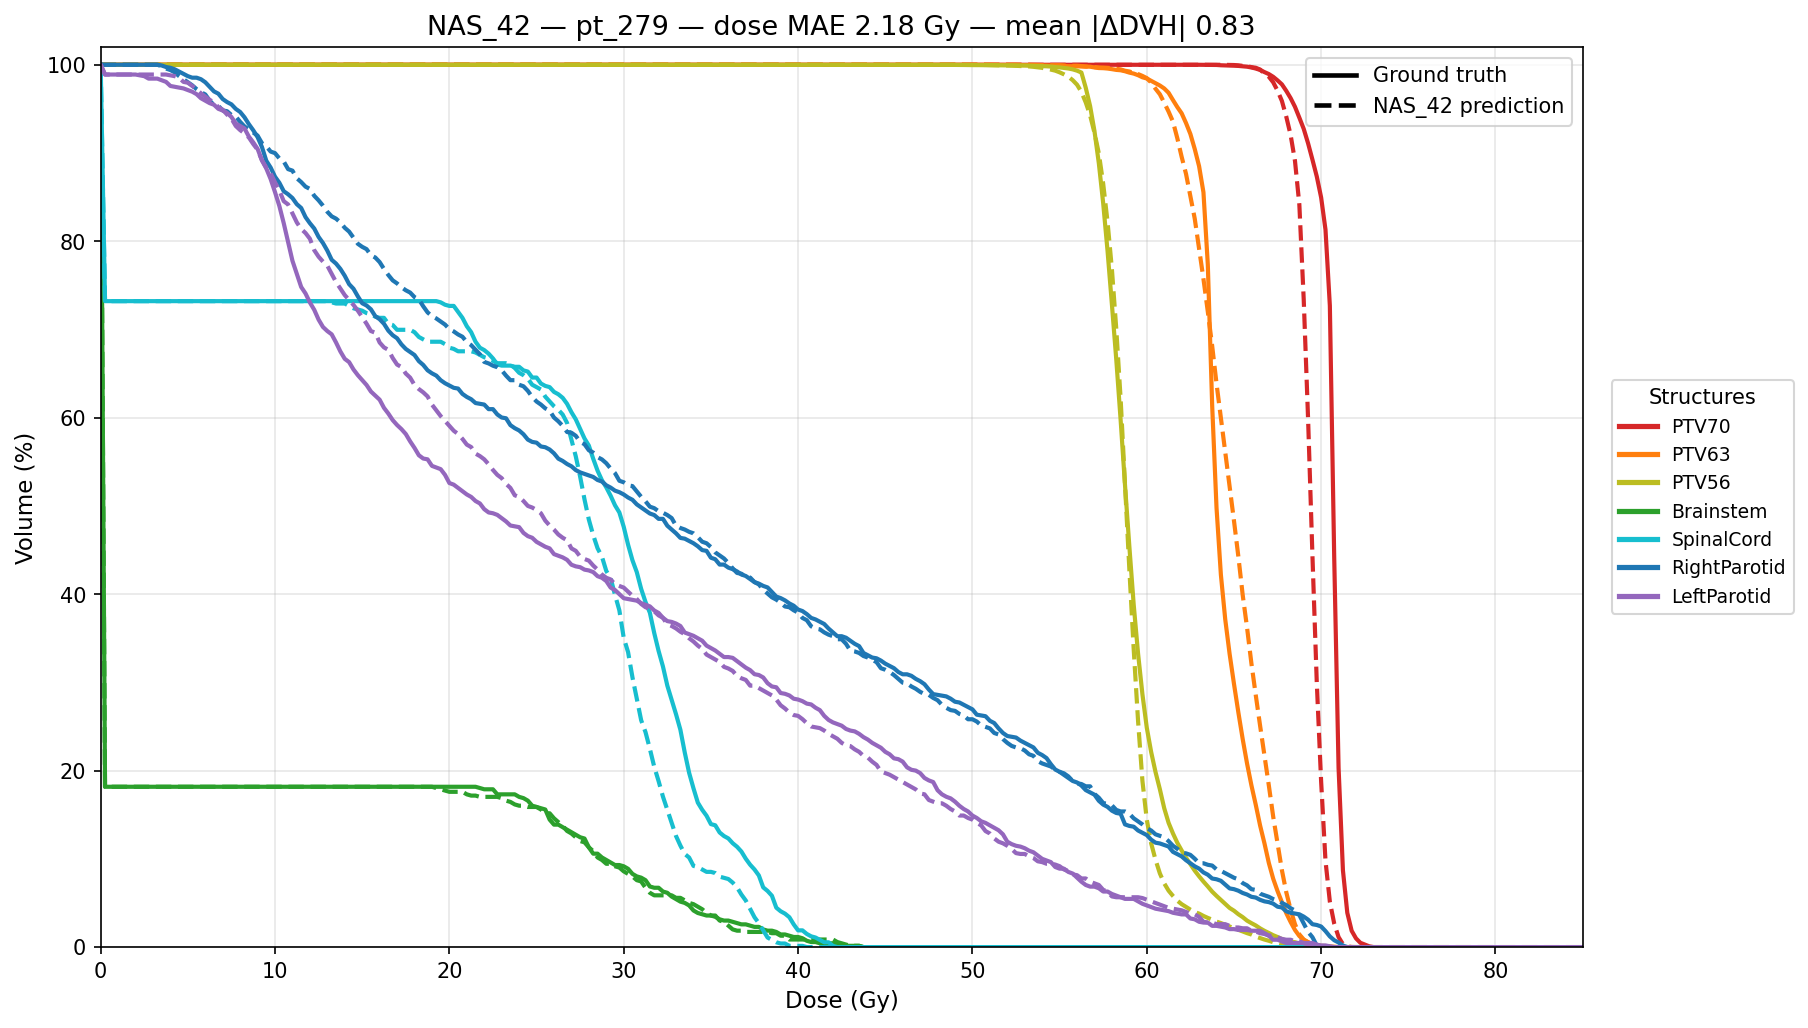 NAS_42 — pt_279 — dose MAE 2.18 Gy — mean |ΔDVH| 0.83
Ground truth
NAS_42 prediction
Volume (%)
100
80
60
40
20
0
0 10 20 30 40 50 60 70 80
Dose (Gy)
Structures
PTV70
PTV63
PTV56
Brainstem
SpinalCord
RightParotid
LeftParotid